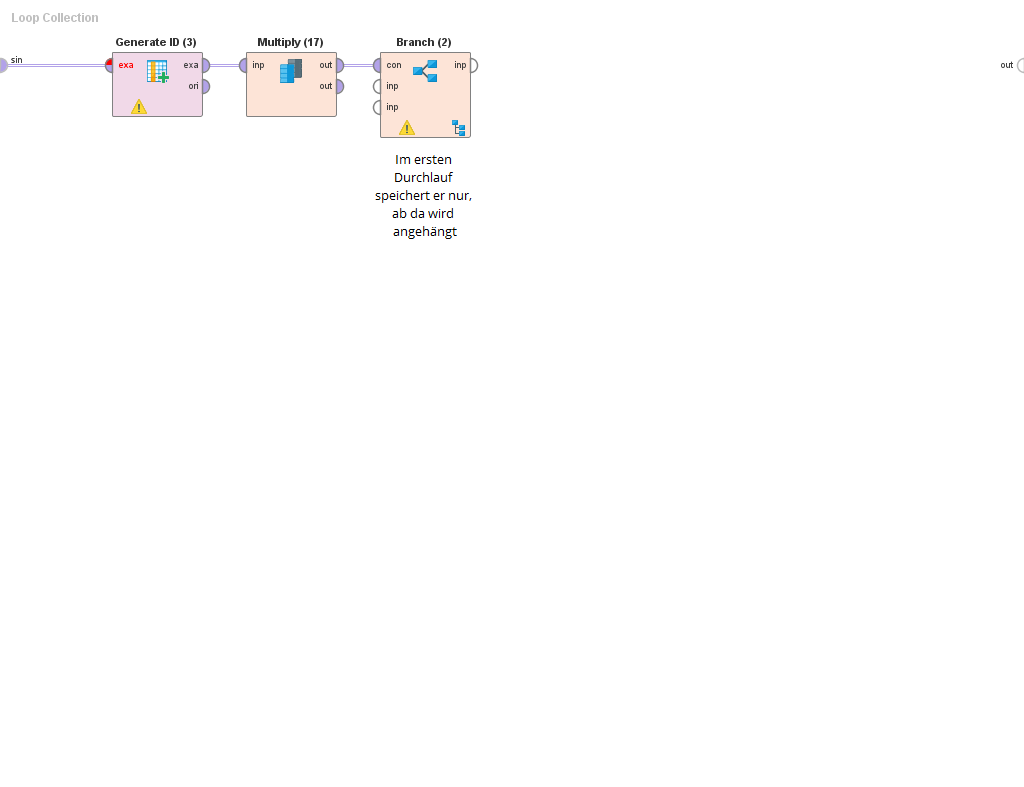 Loop Collection
Generate ID (3)
Multiply (17)
Branch (2)
sin
exa
exa
inp
out
con
inp
out
ori
out
inp
inp
Im ersten
Durchlauf
speichert er nur,
ab da wird
angehängt